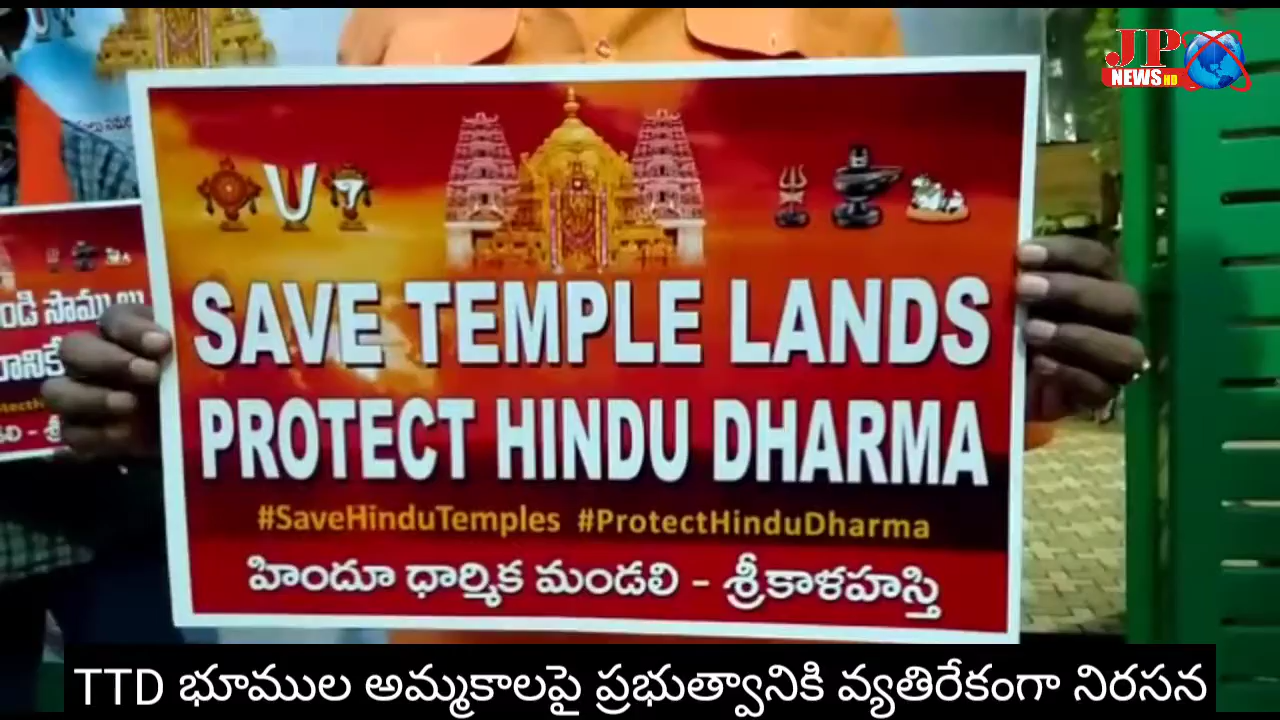 JP
NEWS HD
SAVE TEMPLE LANDS
PROTECT HINDU DHARMA
#SaveHinduTemples #ProtectHinduDharma
హిందూ ధార్మిక మండలి - శ్రీకాళహస్తి
TTD భూముల అమ్మకాలపై ప్రభుత్వానికి వ్యతిరేకంగా నిరసన